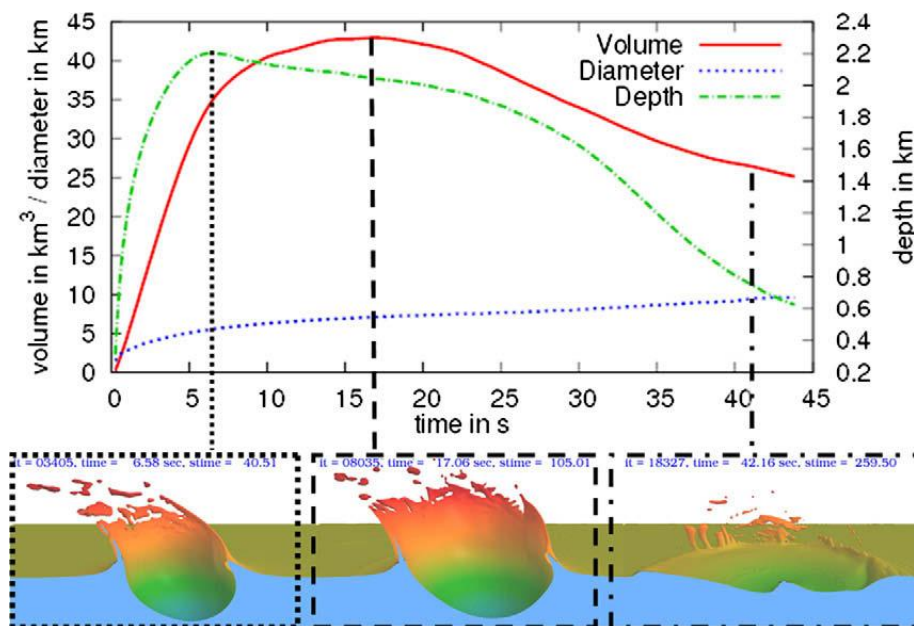 volume in km³ / diameter in km
45
40
35
30
25
20
15
10
5
0
0 5 10 15 20 25 30 35 40 45
time in s
Volume
Diameter
Depth
2.4
2.2
2
1.8
1.6
1.4
1.2
1
0.8
0.6
0.4
0.2
depth in km
it = 03405, time = 6.58 sec, stime = 40.51
it = 08035, time = 17.06 sec, stime = 105.01
it = 18327, time = 42.16 sec, stime = 259.50